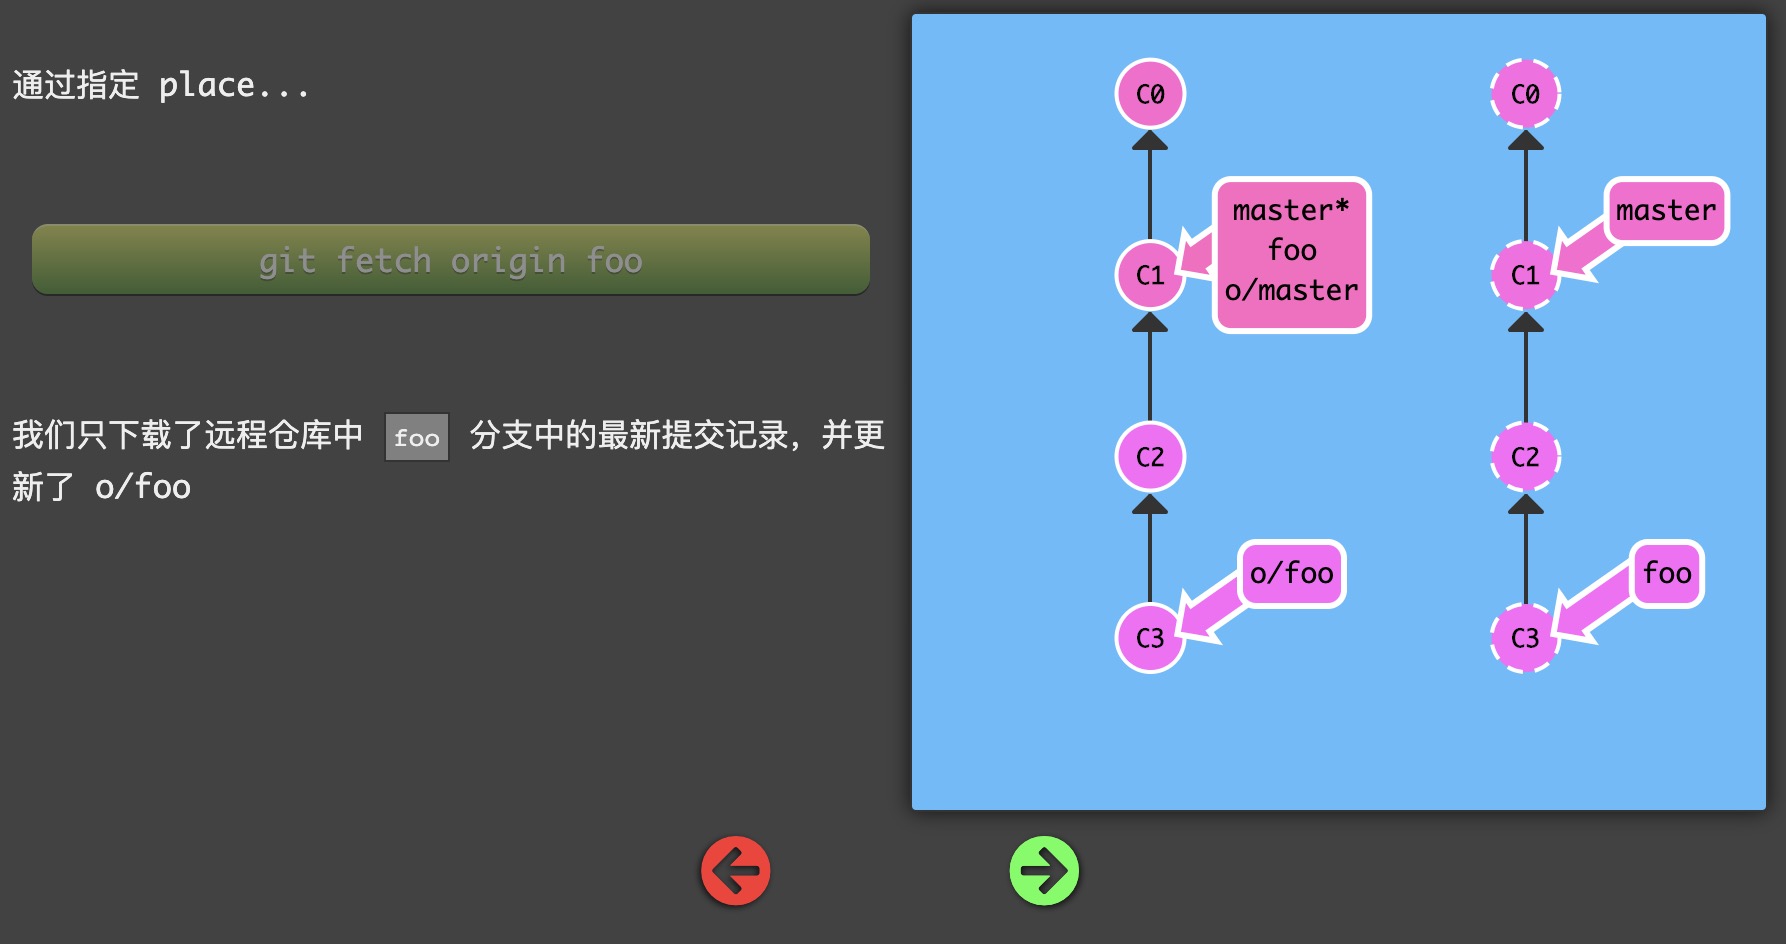 通过指定 place...
git fetch origin foo
我们只下载了远程仓库中 foo 分支中的最新提交记录，并更
新了 o/foo
C0
master*
foo
o/master
C1
C2
o/foo
C3
C0
master
C1
C2
foo
C3